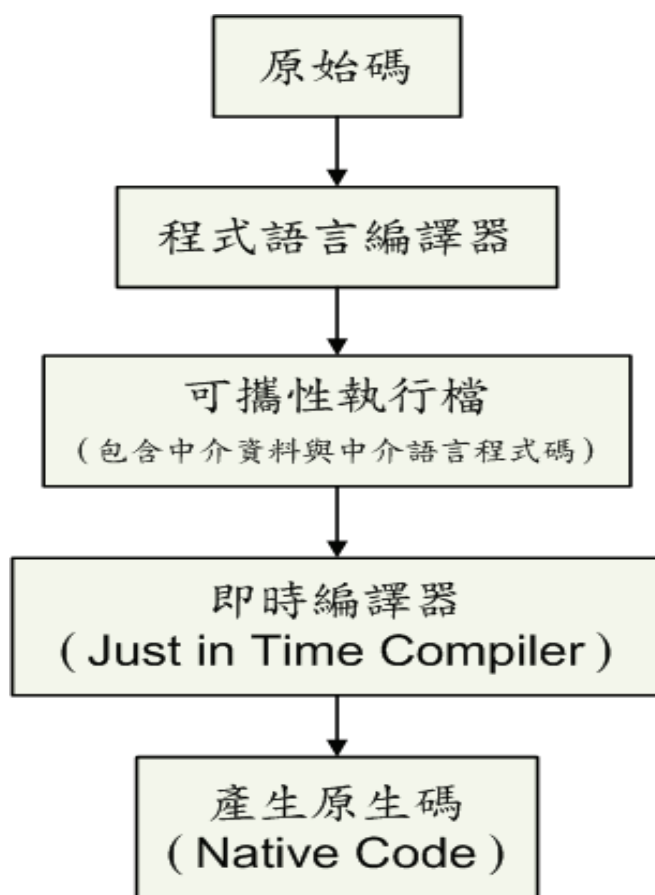 原始碼
程式語言編譯器
可攜性執行檔
(包含中介資料與中介語言程式碼)
即時編譯器
(Just in Time Compiler)
產生原生碼
(Native Code)